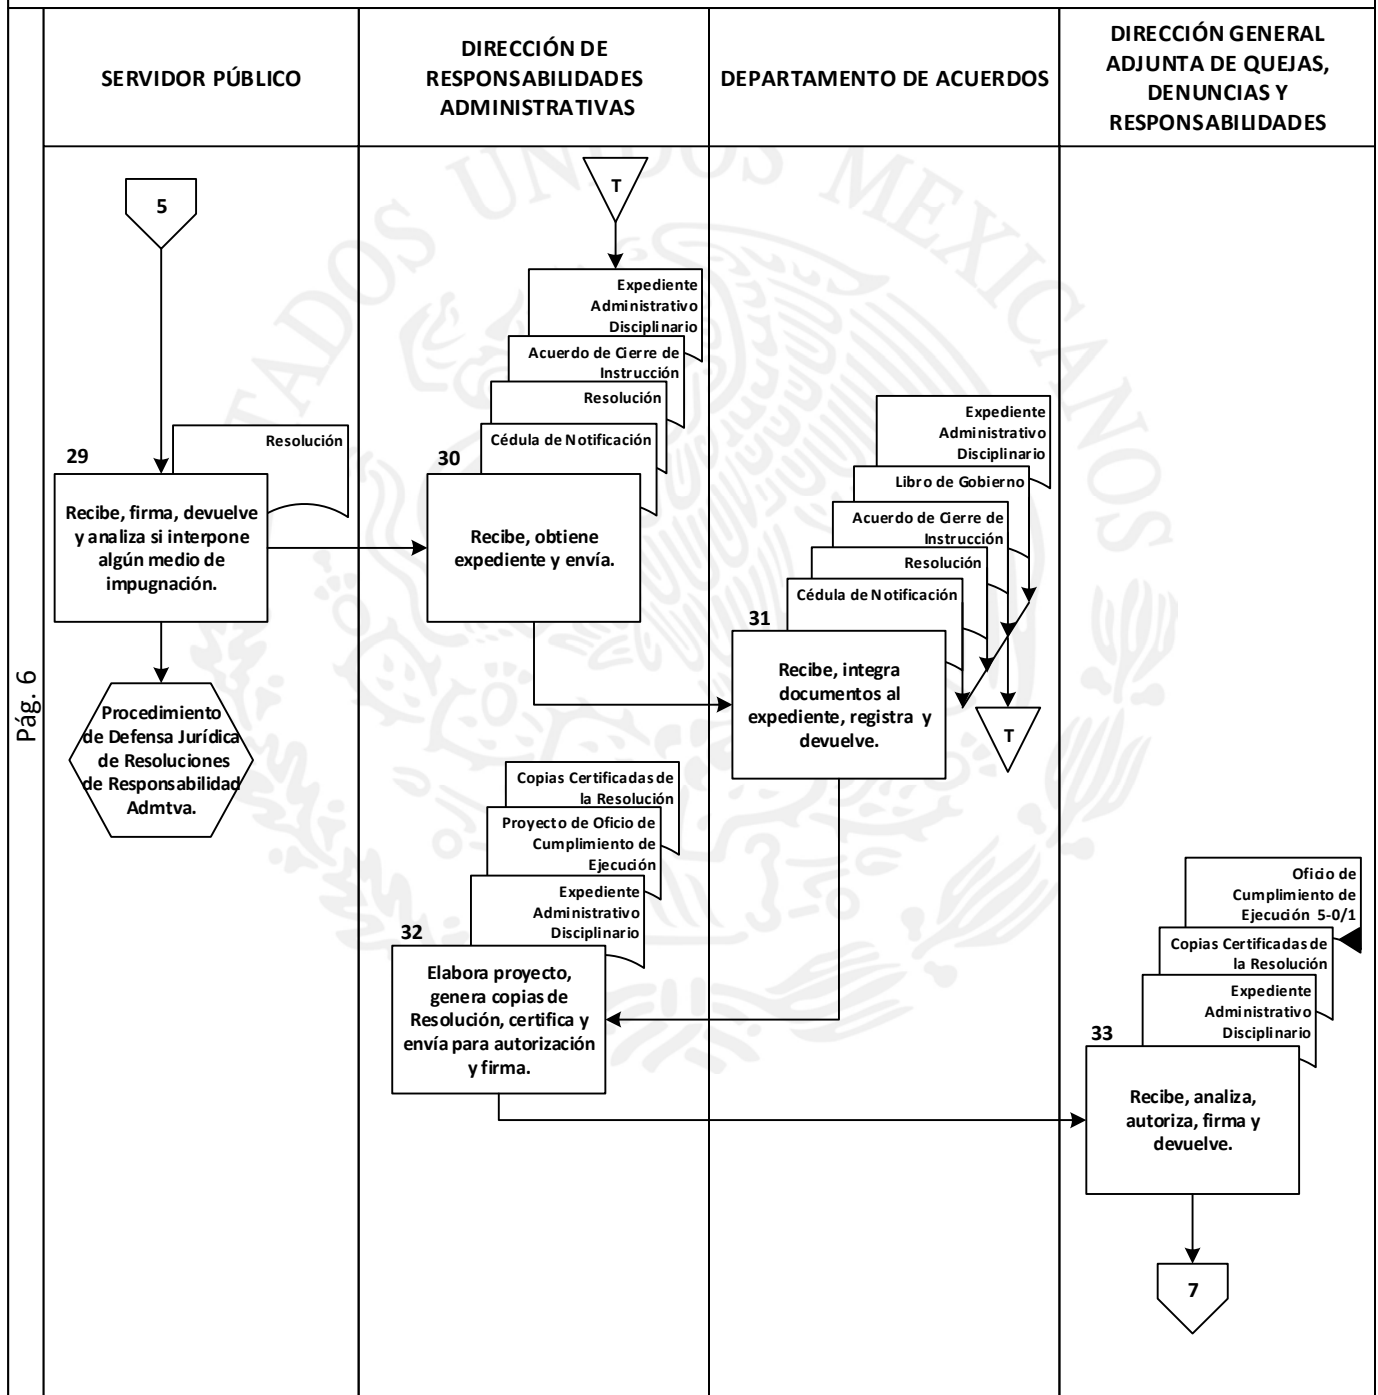 SERVIDOR PÚBLICO
DIRECCIÓN DE
RESPONSABILIDADES
ADMINISTRATIVAS
DEPARTAMENTO DE ACUERDOS
DIRECCIÓN GENERAL
ADJUNTA DE QUEJAS,
DENUNCIAS Y
RESPONSABILIDADES
Pág. 6
5
Resolución
29
Recibe, firma, devuelve
y analiza si interpone
algún medio de
impugnación.
Procedimiento
de Defensa Jurídica
de Resoluciones
de Responsabilidad
Admtva.
T
Expediente
Administrativo
Disciplinario
Acuerdo de Cierre de
Instrucción
Resolución
Cédula de Notificación
30
Recibe, obtiene
expediente y envía.
Expediente
Administrativo
Disciplinario
Libro de Gobierno
Acuerdo de Cierre de
Instrucción
Resolución
Cédula de Notificación
31
Recibe, integra
documentos al
expediente, registra y
devuelve.
T
Copias Certificadas de
la Resolución
Proyecto de Oficio de
Cumplimiento de
Ejecución
Expediente
Administrativo
Disciplinario
32
Elabora proyecto,
genera copias de
Resolución, certifica y
envía para autorización
y firma.
Oficio de
Cumplimiento de
Ejecución 5-0/1
Copias Certificadas de
la Resolución
Expediente
Administrativo
Disciplinario
33
Recibe, analiza,
autoriza, firma y
devuelve.
7
ESTADOS UNIDOS MEXICANOS